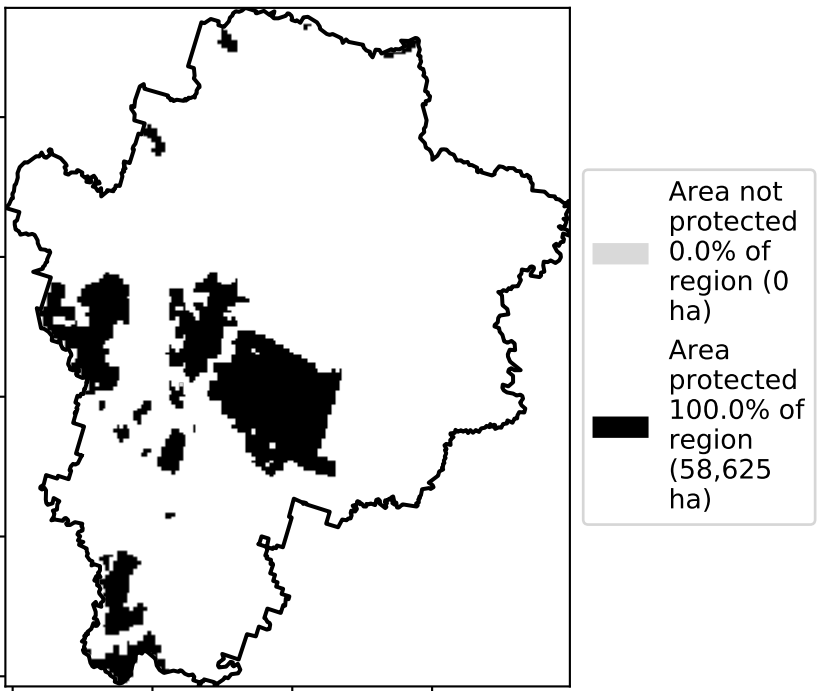 Area not
protected
0.0% of
region (0
ha)
Area
protected
100.0% of
region
(58,625
ha)